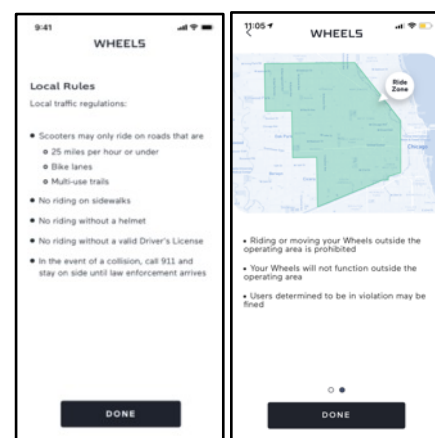 9:41
WHEELS
Local Rules
Local traffic regulations:
• Scooters may only ride on roads that are
o 25 miles per hour or under
o Bike lanes
o Multi-use trails
• No riding on sidewalks
• No riding without a helmet
• No riding without a valid Driver's License
• In the event of a collision, call 911 and
stay on side until law enforcement arrives
DONE
11:05
WHEELS
Ride
Zone
Chicago
• Riding or moving your Wheels outside the
operating area is prohibited
• Your Wheels will not function outside the
operating area
• Users determined to be in violation may be
fined
DONE